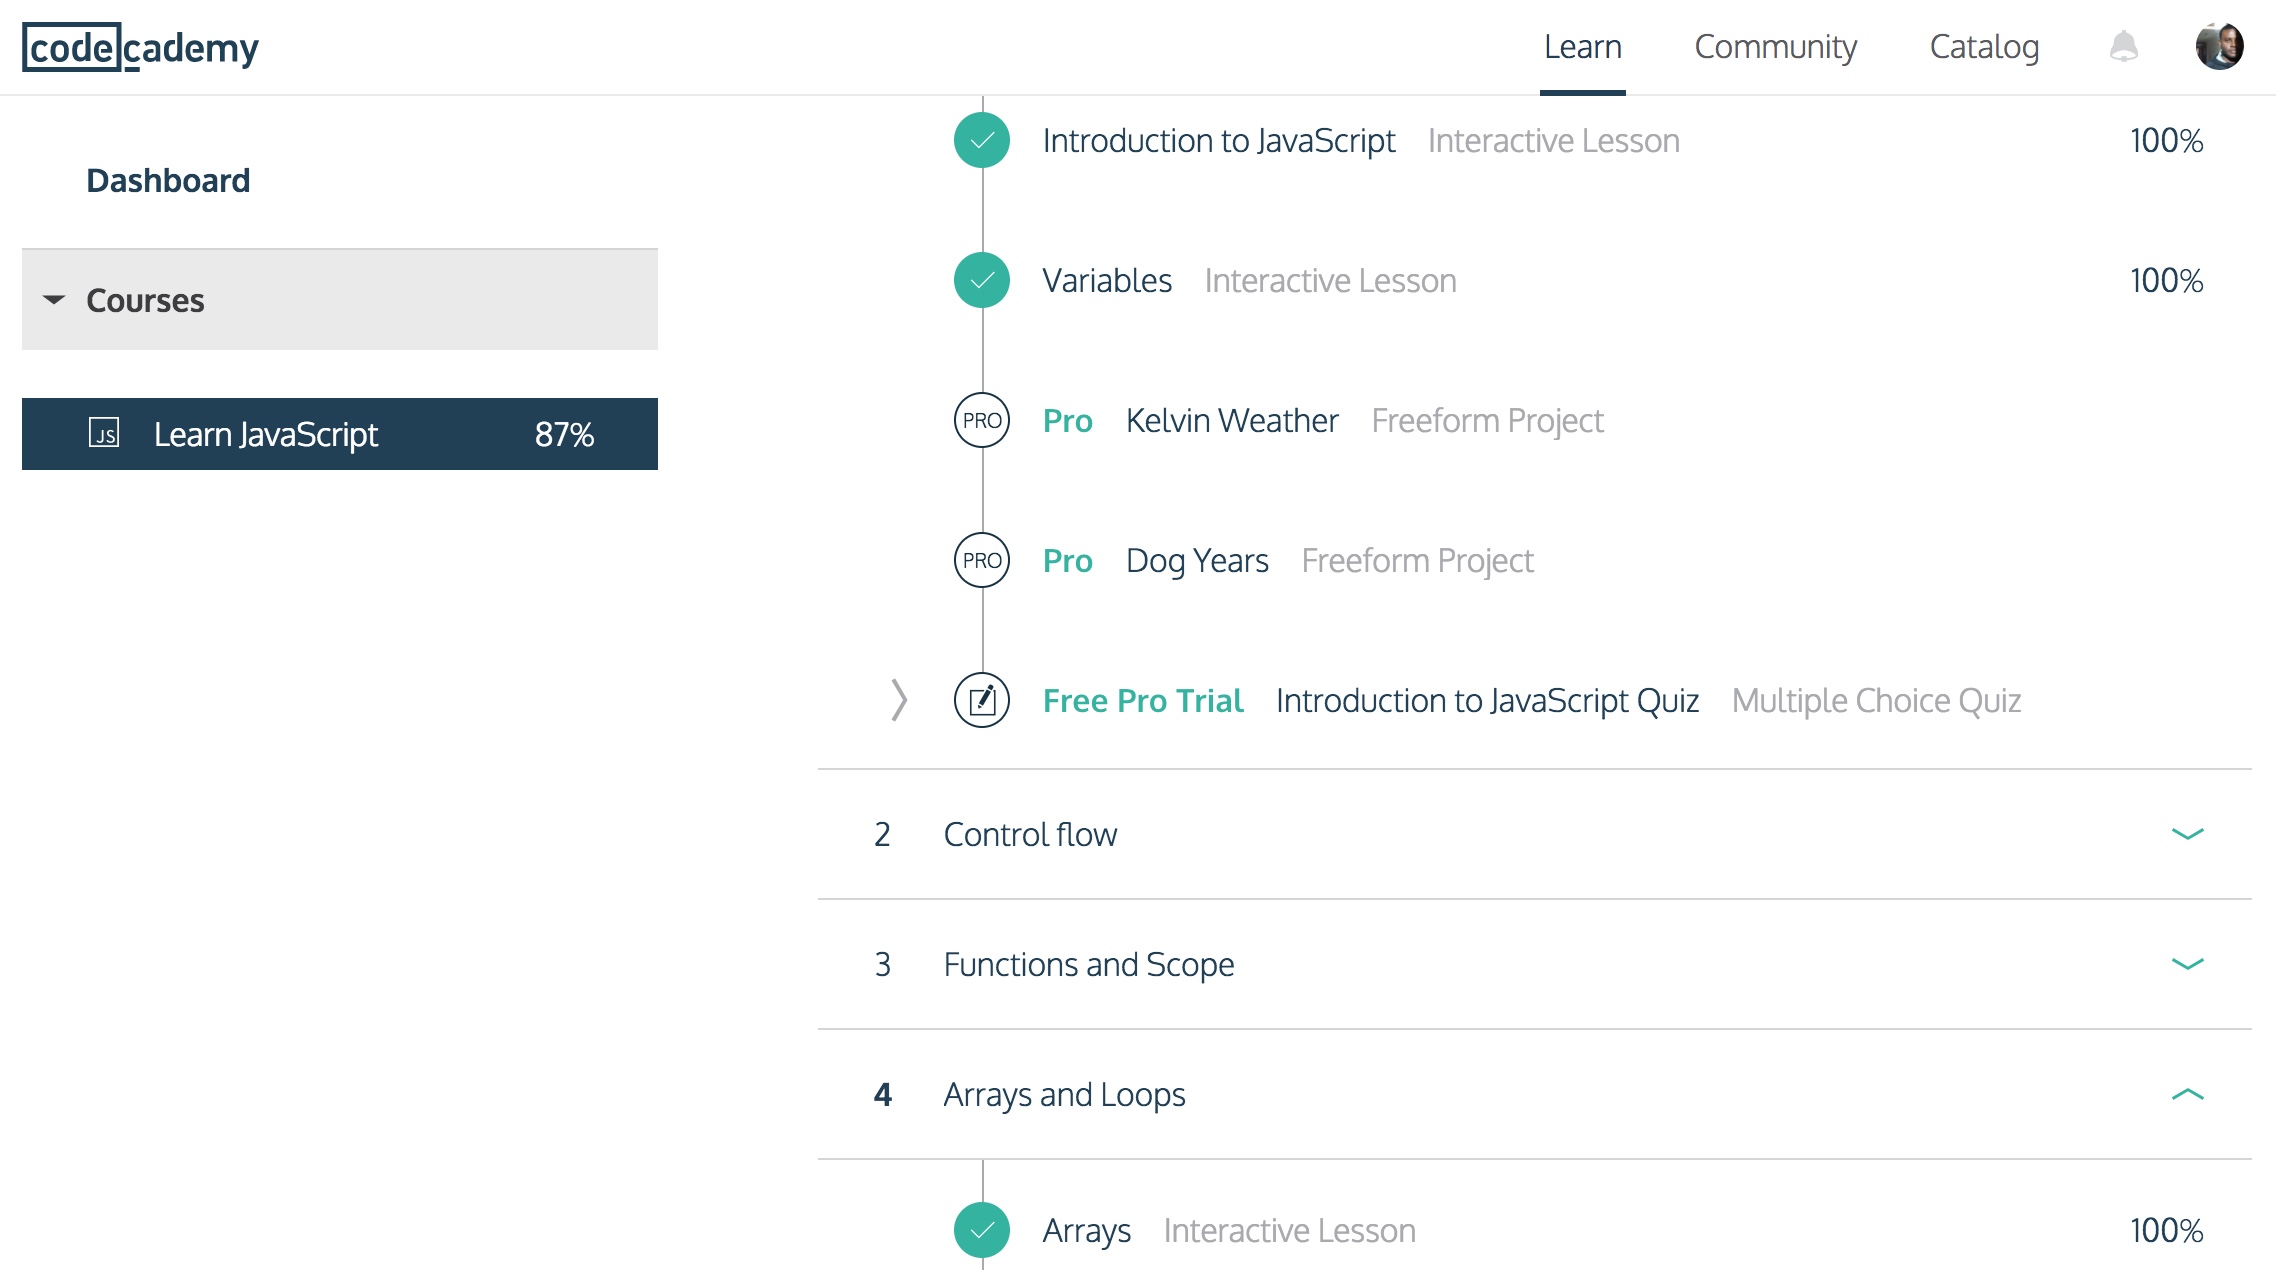 codecademy
Learn Community Catalog
Introduction to JavaScript Interactive Lesson 100%
Dashboard
Variables Interactive Lesson 100%
Courses
PRO Pro Kelvin Weather Freeform Project
JS Learn JavaScript 87%
PRO Pro Dog Years Freeform Project
Free Pro Trial Introduction to JavaScript Quiz Multiple Choice Quiz
2 Control flow
3 Functions and Scope
4 Arrays and Loops
Arrays Interactive Lesson 100%